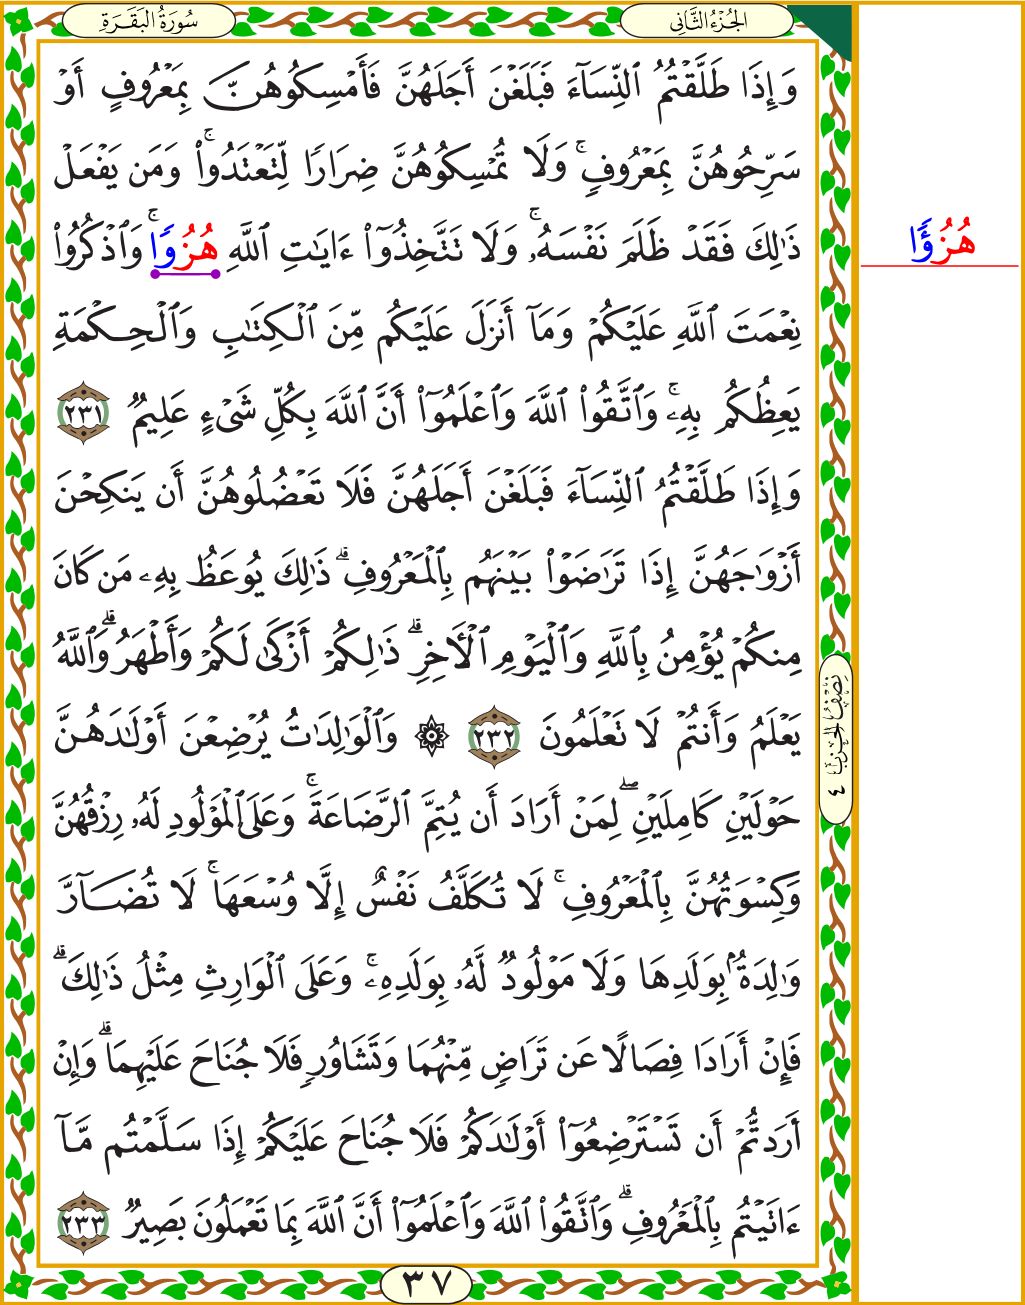 سُورَةُ البَقَرَةِ
الجُزْءُ الثَّانِي
وَإِذَا طَلَّقْتُمُ ٱلنِّسَآءَ فَبَلَغْنَ أَجَلَهُنَّ فَأَمْسِكُوهُنَّ بِمَعْرُوفٍ أَوْ
سَرِّحُوهُنَّ بِمَعْرُوفٍۚ وَلَا تُمْسِكُوهُنَّ ضِرَارًا لِّتَعْتَدُوا۟ۚ وَمَن يَفْعَلْ
ذَٰلِكَ فَقَدْ ظَلَمَ نَفْسَهُۥۚ وَلَا تَتَّخِذُوٓا۟ ءَايَٰتِ ٱللَّهِ هُزُوًاۚ وَٱذْكُرُوا۟
هُزُؤًا
نِعْمَتَ ٱللَّهِ عَلَيْكُمْ وَمَآ أَنزَلَ عَلَيْكُم مِّنَ ٱلْكِتَٰبِ وَٱلْحِكْمَةِ
يَعِظُكُم بِهِۦۚ وَٱتَّقُوا۟ ٱللَّهَ وَٱعْلَمُوٓا۟ أَنَّ ٱللَّهَ بِكُلِّ شَىْءٍ عَلِيمٌ ٢٣١
وَإِذَا طَلَّقْتُمُ ٱلنِّسَآءَ فَبَلَغْنَ أَجَلَهُنَّ فَلَا تَعْضُلُوهُنَّ أَن يَنكِحْنَ
أَزْوَٰجَهُنَّ إِذَا تَرَٰضَوْا۟ بَيْنَهُم بِٱلْمَعْرُوفِۗ ذَٰلِكَ يُوعَظُ بِهِۦ مَن كَانَ
مِنكُمْ يُؤْمِنُ بِٱللَّهِ وَٱلْيَوْمِ ٱلْأَخِرِۗ ذَٰلِكُمْ أَزْكَىٰ لَكُمْ وَأَطْهَرُۗ وَٱللَّهُ
يَعْلَمُ وَأَنتُمْ لَا تَعْلَمُونَ ٢٣٢ ۞ وَٱلْوَٰلِدَٰتُ يُرْضِعْنَ أَوْلَٰدَهُنَّ
نِصْفُ الحِزْبِ ٤
حَوْلَيْنِ كَامِلَيْنِۖ لِمَنْ أَرَادَ أَن يُتِمَّ ٱلرَّضَاعَةَۚ وَعَلَى ٱلْمَوْلُودِ لَهُۥ رِزْقُهُنَّ
وَكِسْوَتُهُنَّ بِٱلْمَعْرُوفِۚ لَا تُكَلَّفُ نَفْسٌ إِلَّا وُسْعَهَاۚ لَا تُضَآرَّ
وَٰلِدَةٌۢ بِوَلَدِهَا وَلَا مَوْلُودٌ لَّهُۥ بِوَلَدِهِۦۚ وَعَلَى ٱلْوَارِثِ مِثْلُ ذَٰلِكَۗ
فَإِنْ أَرَادَا فِصَالًا عَن تَرَاضٍ مِّنْهُمَا وَتَشَاوُرٍ فَلَا جُنَاحَ عَلَيْهِمَاۗ وَإِنْ
أَرَدتُّمْ أَن تَسْتَرْضِعُوٓا۟ أَوْلَٰدَكُمْ فَلَا جُنَاحَ عَلَيْكُمْ إِذَا سَلَّمْتُم مَّآ
ءَاتَيْتُم بِٱلْمَعْرُوفِۗ وَٱتَّقُوا۟ ٱللَّهَ وَٱعْلَمُوٓا۟ أَنَّ ٱللَّهَ بِمَا تَعْمَلُونَ بَصِيرٌ ٢٣٣
٣٧